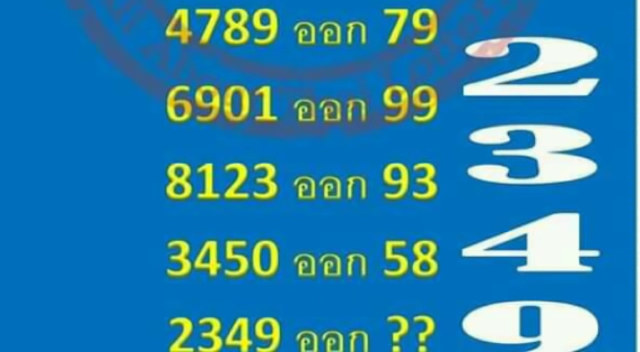 4789 ออก 79
6901 ออก 99
8123 ออก 93
3450 ออก 58
2349 ออก ??
2
3
4
9